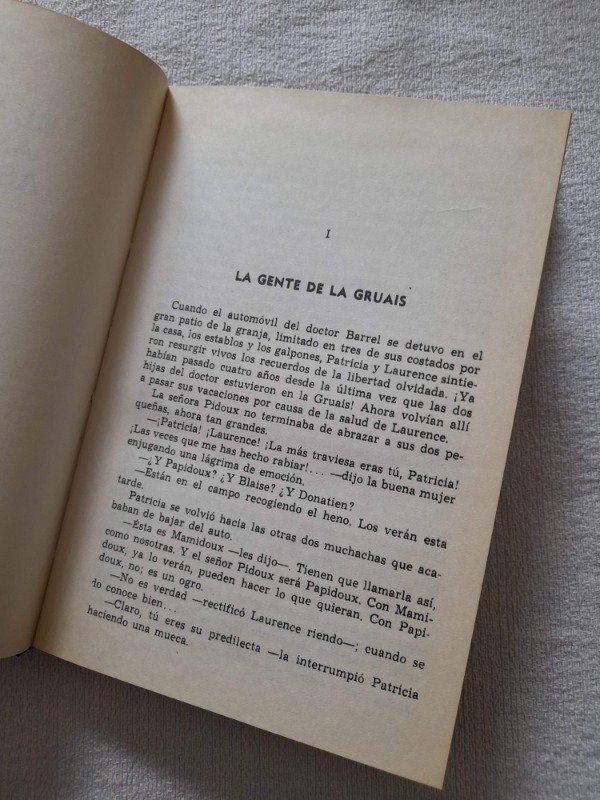 I
LA GENTE DE LA GRUAIS
Cuando el automóvil del doctor Barrel se detuvo en el
gran patio de la granja, limitado en tres de sus costados por
la casa, los establos y los galpones, Patricia y Laurence sintie-
ron resurgir vivos los recuerdos de la libertad olvidada. ¡Ya
habían pasado cuatro años desde la última vez que las dos
hijas del doctor estuvieron en la Gruais! Ahora volvían allí
a pasar sus vacaciones por causa de la salud de Laurence.
La señora Pidoux no terminaba de abrazar a sus dos pe-
queñas, ahora tan grandes.
—¡Patricia! ¡Laurence! ¡La más traviesa eras tú, Patricia!
¡Las veces que me has hecho rabiar!... —dijo la buena mujer
enjugando una lágrima de emoción.
—¿Y Papidoux? ¿Y Blaise? ¿Y Donatien?
—Están en el campo recogiendo el heno. Los verán esta
tarde.
Patricia se volvió hacía las otras dos muchachas que aca-
baban de bajar del auto.
—Ésta es Mamidoux —les dijo—. Tienen que llamarla así,
como nosotras. Y el señor Pidoux será Papidoux. Con Mami-
doux, ya lo verán, pueden hacer lo que quieran. Con Papi-
doux, no; es un ogro.
—No es verdad —rectificó Laurence riendo—; cuando se
do conoce bien...
—Claro, tú eres su predilecta —la interrumpió Patricia
haciendo una mueca.